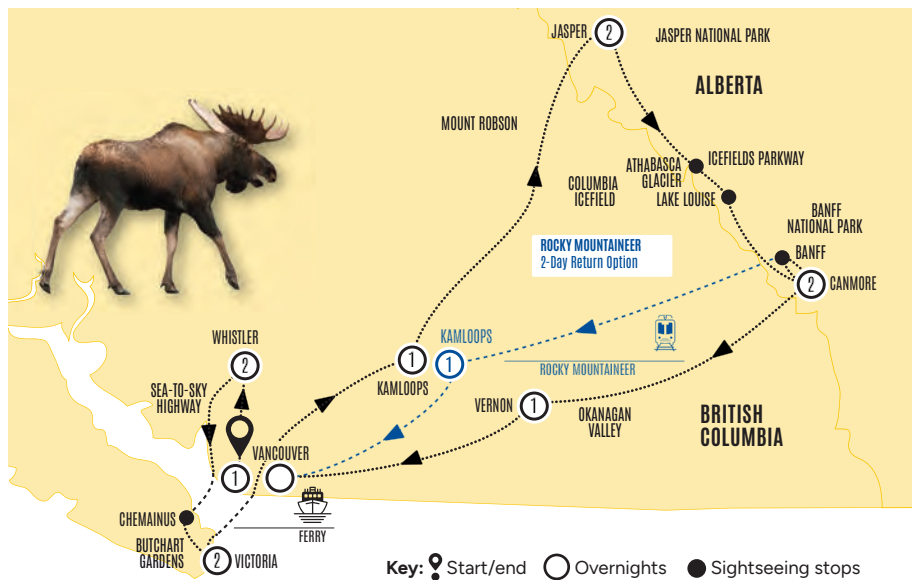 JASPER
2
JASPER NATIONAL PARK
ALBERTA
MOUNT ROBSON
ATHABASCA
GLACIER
ICEFIELDS PARKWAY
COLUMBIA
ICEFIELD
LAKE LOUISE
BANFF
NATIONAL PARK
BANFF
ROCKY MOUNTAINEER
2-Day Return Option
2
CANMORE
WHISTLER
2
KAMLOOPS
1
1
KAMLOOPS
ROCKY MOUNTAINEER
SEA-TO-SKY
HIGHWAY
VERNON
1
OKANAGAN
VALLEY
BRITISH
COLUMBIA
VANCOUVER
1
CHEMAINUS
FERRY
BUTCHART
GARDENS
2
VICTORIA
Key: Start/end Overnights Sightseeing stops